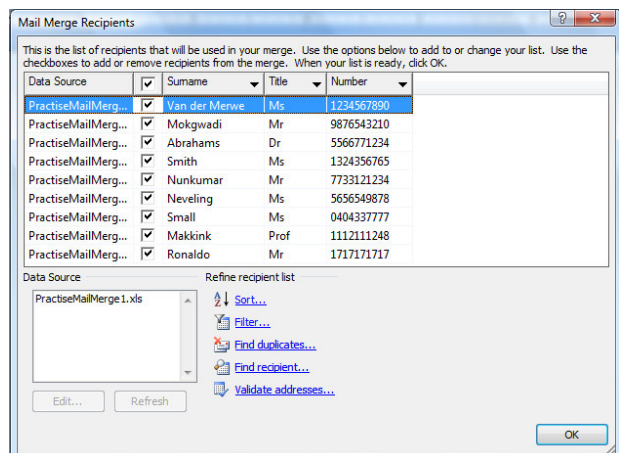 Mail Merge Recipients
This is the list of recipients that will be used in your merge. Use the options below to add to or change your list. Use the
checkboxes to add or remove recipients from the merge. When your list is ready, click OK.
Data Source Surname Title Number
PractiseMailMerg... Van der Merwe Ms 1234567890
PractiseMailMerg... Mokgwadi Mr 9876543210
PractiseMailMerg... Abrahams Dr 5566771234
PractiseMailMerg... Smith Ms 1324356765
PractiseMailMerg... Nunkumar Mr 7733121234
PractiseMailMerg... Neveling Ms 5656549878
PractiseMailMerg... Small Ms 0404337777
PractiseMailMerg... Makkink Prof 1112111248
PractiseMailMerg... Ronaldo Mr 1717171717
Data Source Refine recipient list
PractiseMailMerge1.xls
Sort...
Filter...
Find duplicates...
Find recipient...
Validate addresses...
Edit... Refresh
OK